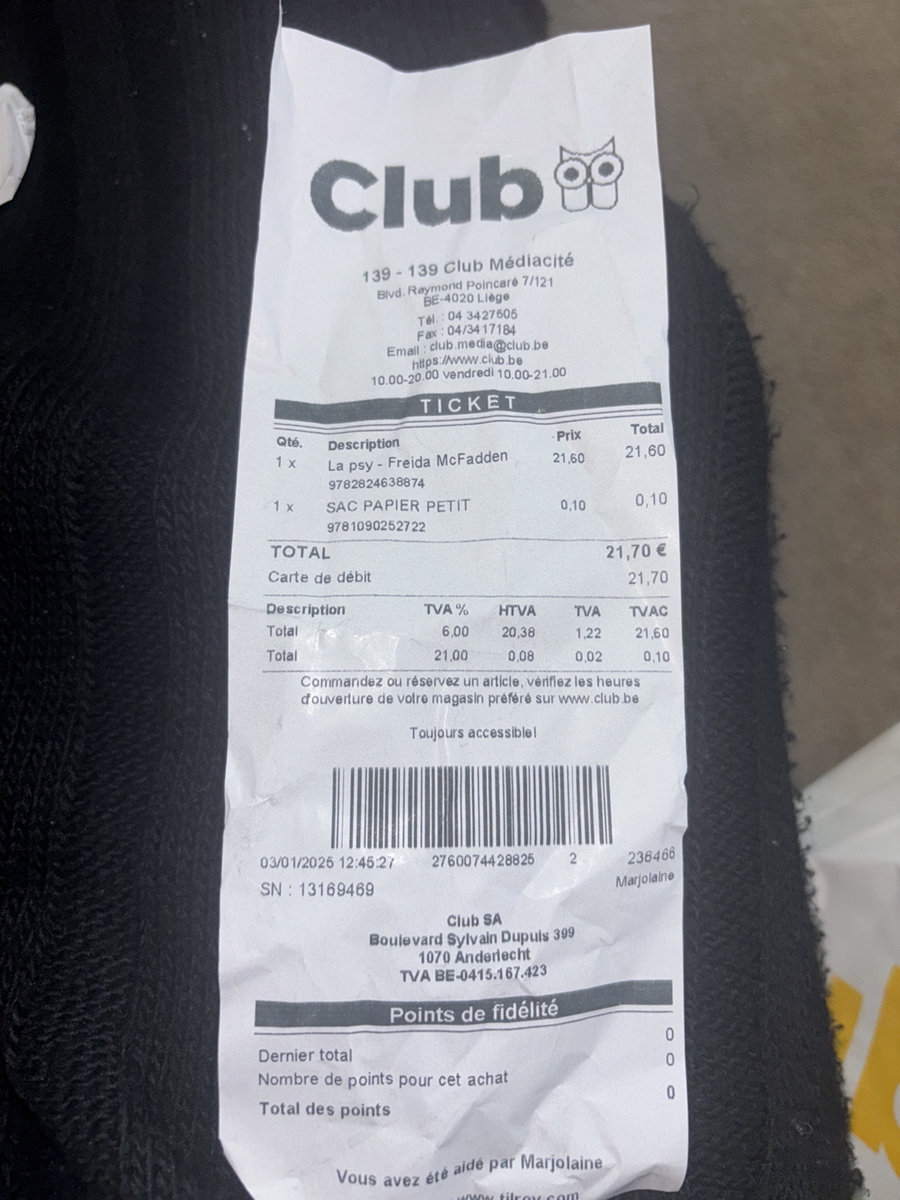 Club
139 - 139 Club Médiacité
Blvd. Raymond Poincaré 7/121
BE-4020 Liège
Tél. : 04 3427605
Fax : 04/3417184
Email : club.media@club.be
https://www.club.be
10.00-20.00 vendredi 10.00-21.00
TICKET
Qté. Description Prix Total
1 x La psy - Freida McFadden 21,60 21,60
9782824638874
1 x SAC PAPIER PETIT 0,10 0,10
9781090252722
TOTAL 21,70 €
Carte de débit 21,70
Description TVA % HTVA TVA TVAC
Total 6,00 20,38 1,22 21,60
Total 21,00 0,08 0,02 0,10
Commandez ou réservez un article, vérifiez les heures
d'ouverture de votre magasin préféré sur www.club.be
Toujours accessible!
03/01/2025 12:45:27 2760074428825 2 236466
SN : 13169469 Marjolaine
Club SA
Boulevard Sylvain Dupuis 399
1070 Anderlecht
TVA BE-0415.167.423
Points de fidélité
Dernier total 0
Nombre de points pour cet achat 0
Total des points 0
Vous avez été aidé par Marjolaine
www.tilroy.com